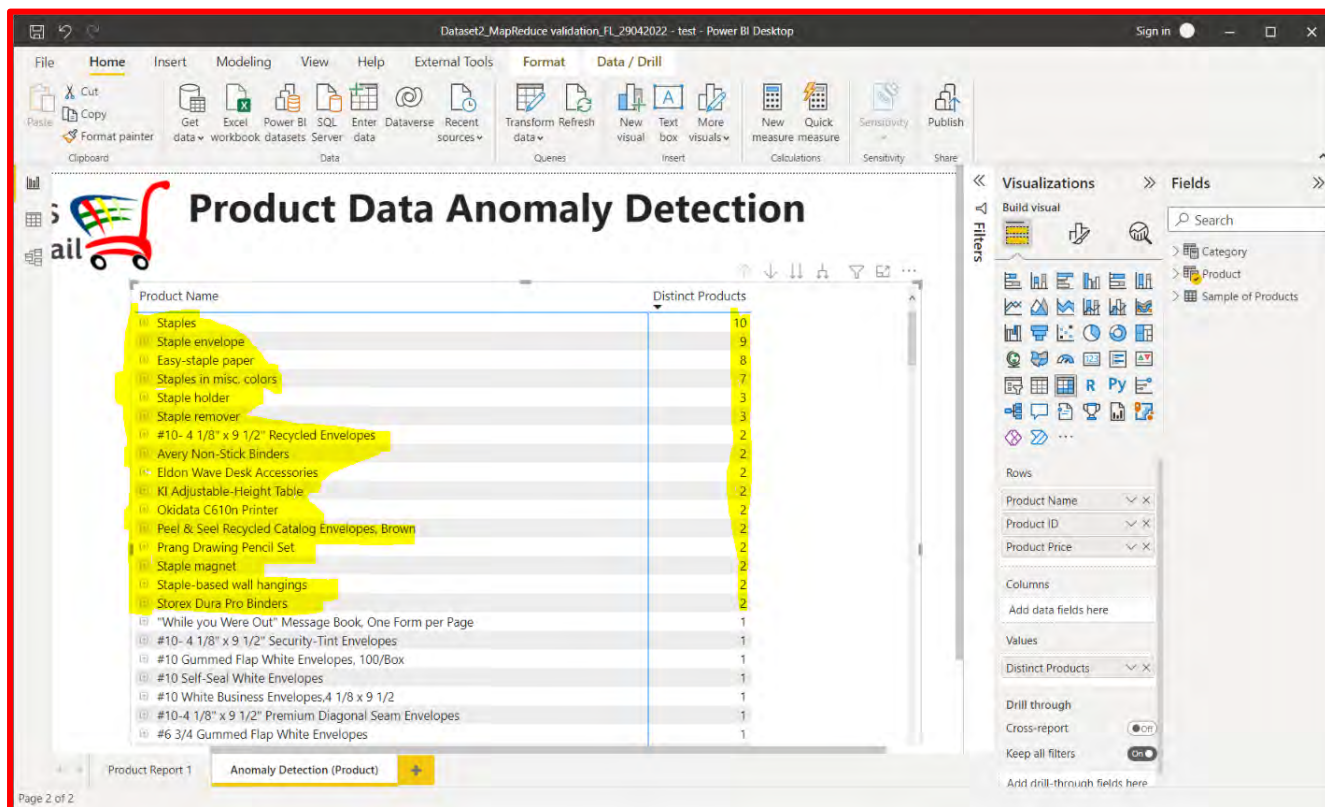 Dataset2_MapReduce validation_FL_29042022 - test - Power BI Desktop
Sign in
File Home Insert Modeling View Help External Tools Format Data / Drill
Paste
Cut
Copy
Format painter
Get data
Excel workbook
Power BI datasets
SQL Server
Enter data
Dataverse
Recent sources
Transform data
Refresh
New visual
Text box
More visuals
New measure
Quick measure
Sensitivity
Publish
Clipboard Data Queries Insert Calculations Sensitivity Share
s
ail
Product Data Anomaly Detection
Product Name Distinct Products
Staples 10
Staple envelope 9
Easy-staple paper 8
Staples in misc. colors 7
Staple holder 3
Staple remover 3
#10- 4 1/8" x 9 1/2" Recycled Envelopes 2
Avery Non-Stick Binders 2
Eldon Wave Desk Accessories 2
KI Adjustable-Height Table 2
Okidata C610n Printer 2
Peel & Seel Recycled Catalog Envelopes, Brown 2
Prang Drawing Pencil Set 2
Staple magnet 2
Staple-based wall hangings 2
Storex Dura Pro Binders 2
"While you Were Out" Message Book, One Form per Page 1
#10- 4 1/8" x 9 1/2" Security-Tint Envelopes 1
#10 Gummed Flap White Envelopes, 100/Box 1
#10 Self-Seal White Envelopes 1
#10 White Business Envelopes,4 1/8 x 9 1/2 1
#10-4 1/8" x 9 1/2" Premium Diagonal Seam Envelopes 1
#6 3/4 Gummed Flap White Envelopes 1
Filters
Visualizations
Build visual
123
R Py
Rows
Product Name
Product ID
Product Price
Columns
Add data fields here
Values
Distinct Products
Drill through
Cross-report Off
Keep all filters On
Add drill-through fields here
Fields
Search
Category
Product
Sample of Products
Product Report 1 Anomaly Detection (Product)
Page 2 of 2